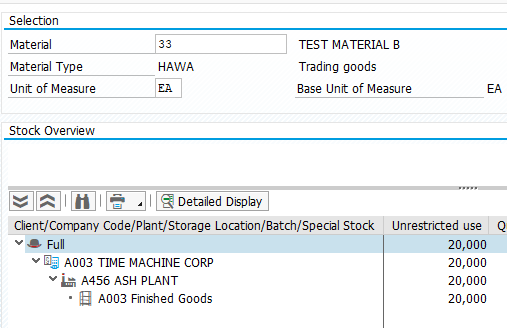 Selection
Material 33 TEST MATERIAL B
Material Type HAWA Trading goods
Unit of Measure EA Base Unit of Measure EA
Stock Overview
Detailed Display
Client/Company Code/Plant/Storage Location/Batch/Special Stock Unrestricted use
Full 20,000
A003 TIME MACHINE CORP 20,000
A456 ASH PLANT 20,000
A003 Finished Goods 20,000